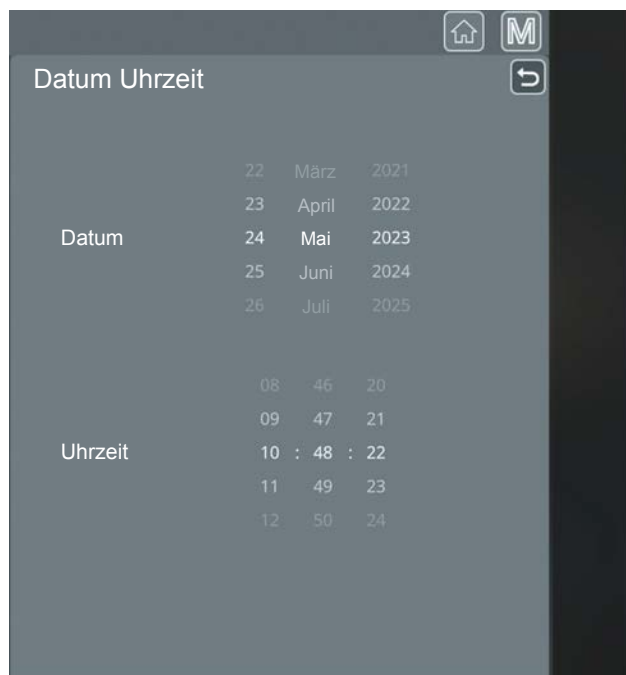 M
Datum Uhrzeit
22 März 2021
23 April 2022
Datum 24 Mai 2023
25 Juni 2024
26 Juli 2025
08 46 20
09 47 21
Uhrzeit 10 : 48 : 22
11 49 23
12 50 24